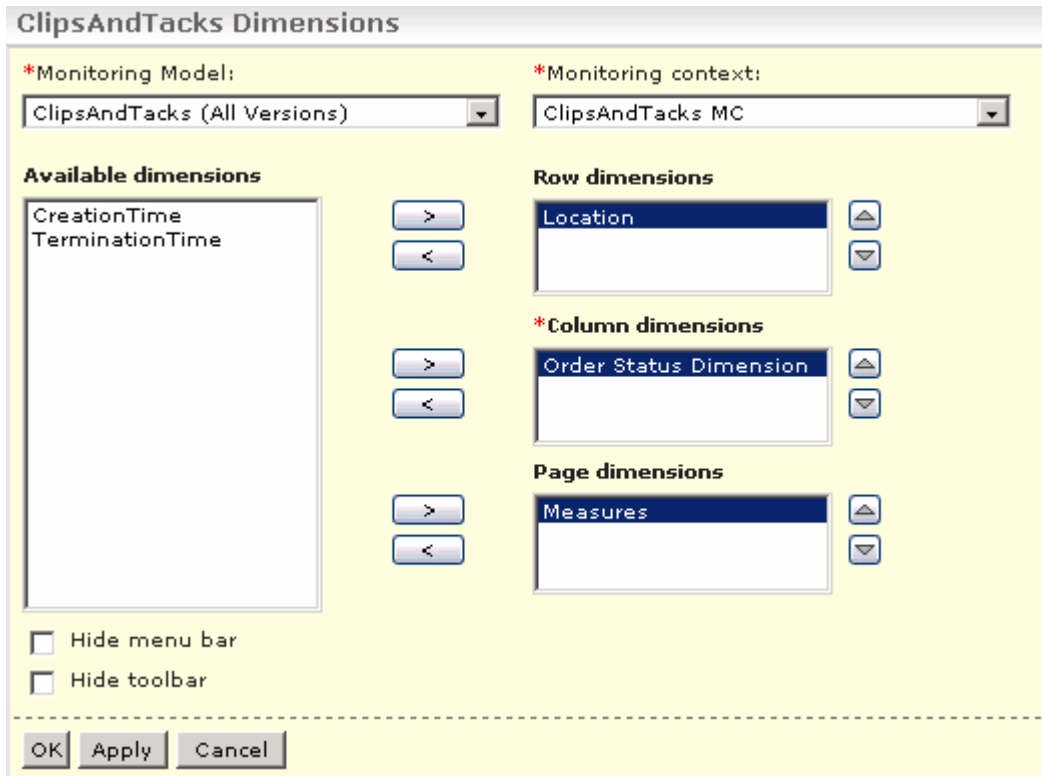 ClipsAndTacks Dimensions
*Monitoring Model:
*Monitoring context:
ClipsAndTacks (All Versions)
ClipsAndTacks MC
Available dimensions
CreationTime
TerminationTime
>
<
Row dimensions
Location
*Column dimensions
>
<
Order Status Dimension
Page dimensions
>
<
Measures
Hide menu bar
Hide toolbar
OK
Apply
Cancel